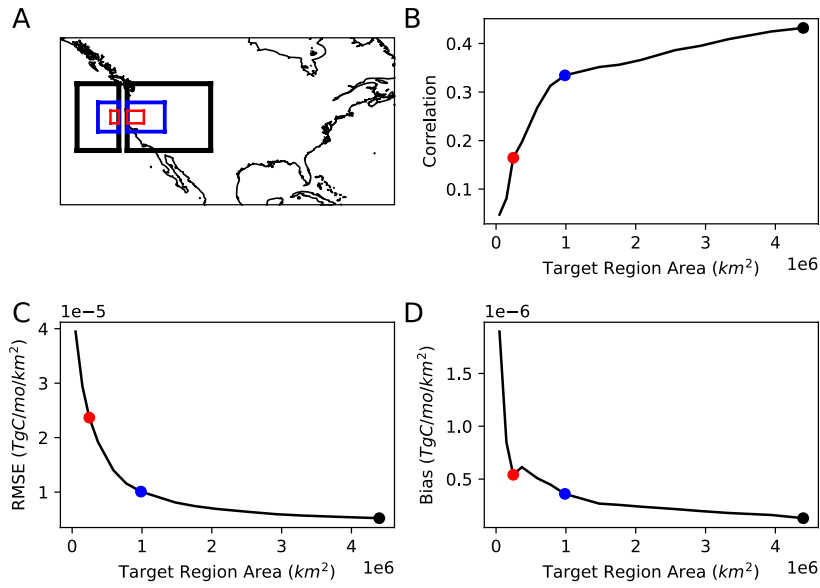 A
B
0.4
0.3
0.2
0.1
Correlation
0 1 2 3 4
1e6
Target Region Area (km²)
C
1e-5
4
3
2
1
RMSE (TgC/mo/km²)
0 1 2 3 4
1e6
Target Region Area (km²)
D
1e-6
1.5
1.0
0.5
Bias (TgC/mo/km²)
0 1 2 3 4
1e6
Target Region Area (km²)